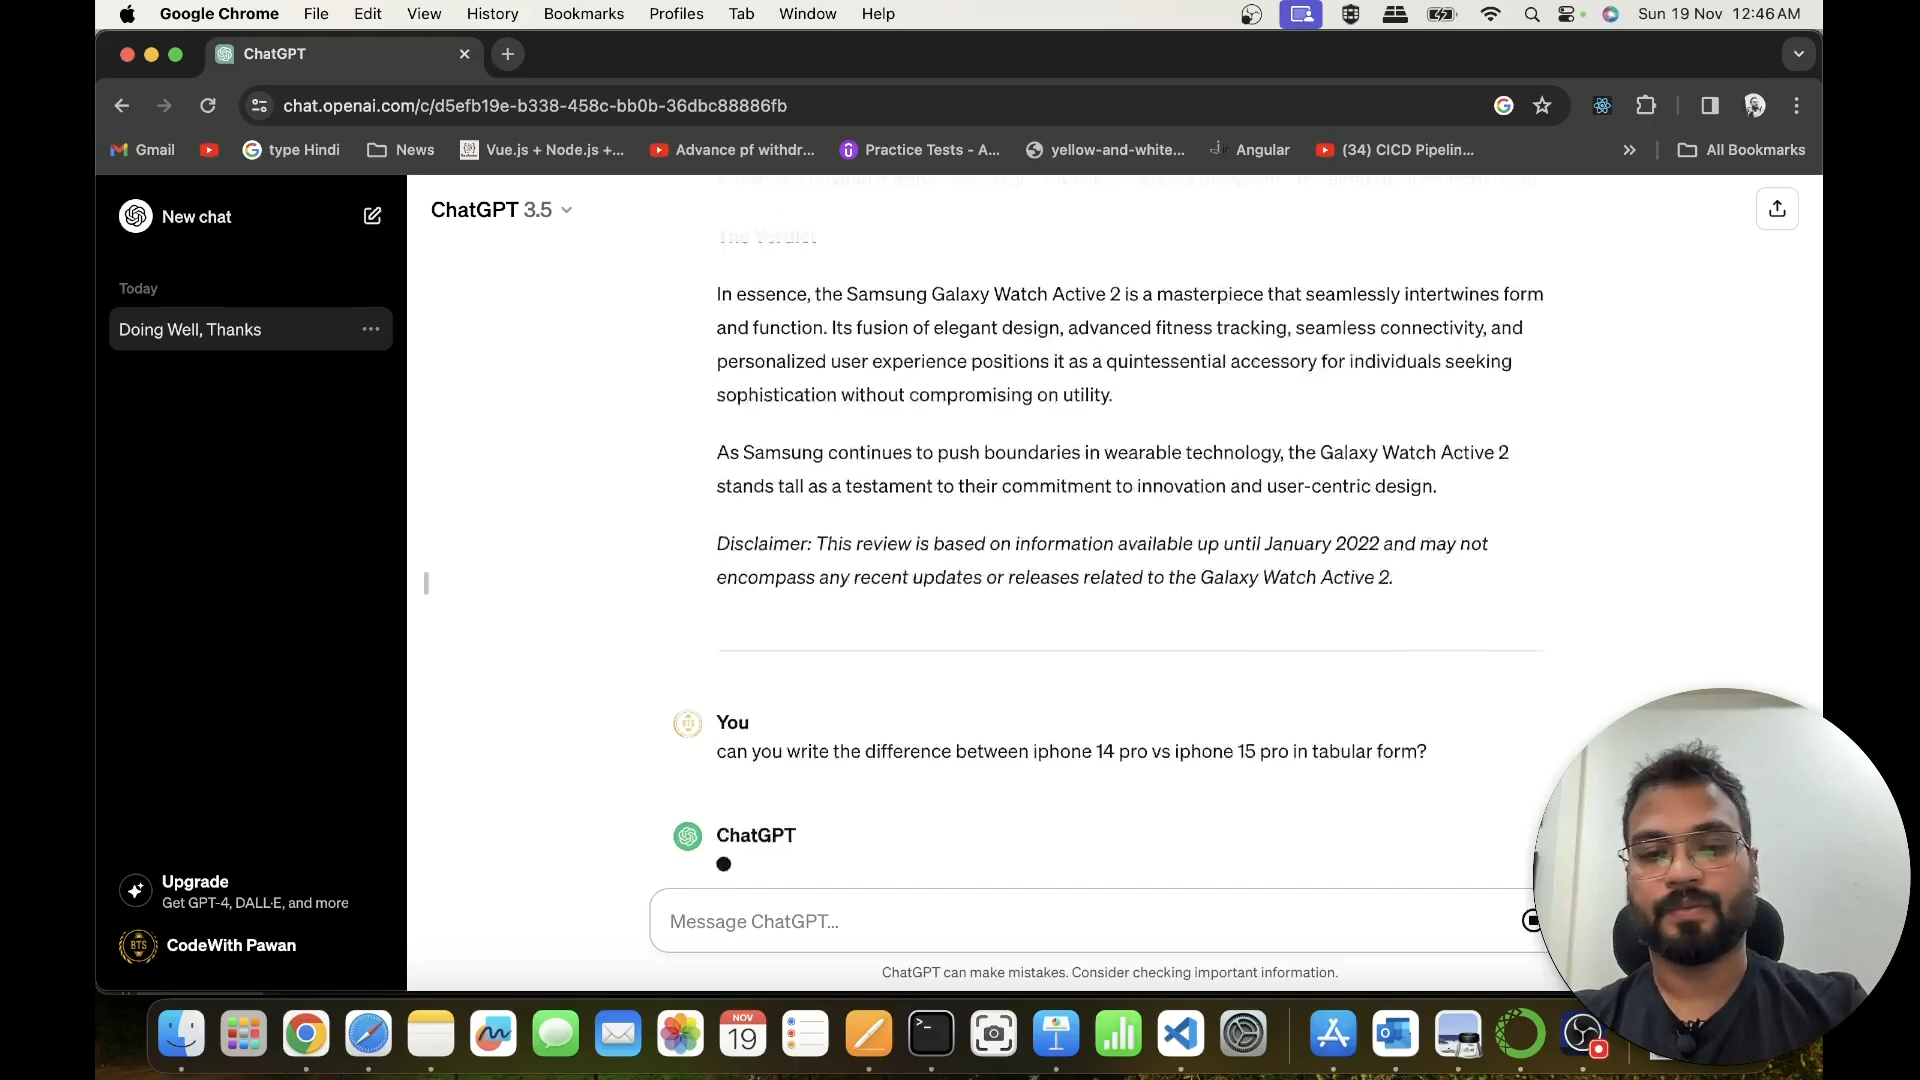 Google Chrome File Edit View History Bookmarks Profiles Tab Window Help Sun 19 Nov 12:46 AM
ChatGPT
chat.openai.com/c/d5efb19e-b338-458c-bb0b-36dbc88886fb
Gmail type Hindi News Vue.js + Node.js +... Advance pf withdr... Practice Tests - A... yellow-and-white... Angular (34) CICD Pipelin... All Bookmarks
New chat
Today
Doing Well, Thanks
Upgrade
Get GPT-4, DALL·E, and more
BTS
CodeWith Pawan
ChatGPT 3.5
The Verdict
In essence, the Samsung Galaxy Watch Active 2 is a masterpiece that seamlessly intertwines form
and function. Its fusion of elegant design, advanced fitness tracking, seamless connectivity, and
personalized user experience positions it as a quintessential accessory for individuals seeking
sophistication without compromising on utility.
As Samsung continues to push boundaries in wearable technology, the Galaxy Watch Active 2
stands tall as a testament to their commitment to innovation and user-centric design.
Disclaimer: This review is based on information available up until January 2022 and may not
encompass any recent updates or releases related to the Galaxy Watch Active 2.
BTS
You
can you write the difference between iphone 14 pro vs iphone 15 pro in tabular form?
ChatGPT
Message ChatGPT...
ChatGPT can make mistakes. Consider checking important information.
NOV
19